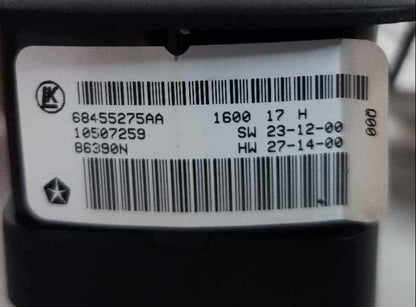 68455275AA 1600 17 H
10507259 SW 23-12-00
86390N HW 27-14-00
000